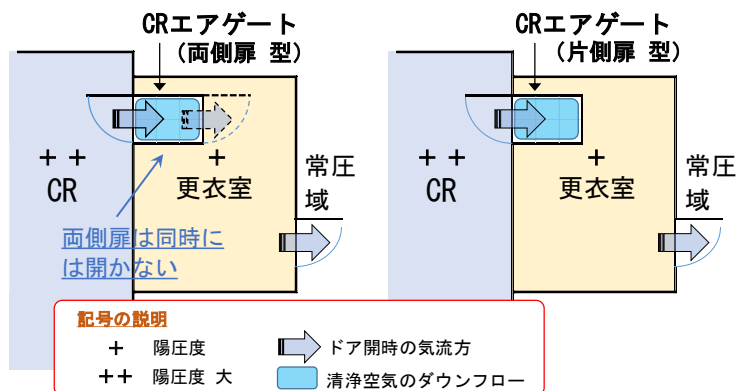 CRエアゲート
（両側扉 型）
CRエアゲート
（片側扉 型）
++
CR
+
更衣室
常圧
域
両側扉は同時に
は開かない
++
CR
+
更衣室
常圧
域
記号の説明
+ 陽圧度
ドア開時の気流方
++ 陽圧度 大
清浄空気のダウンフロー